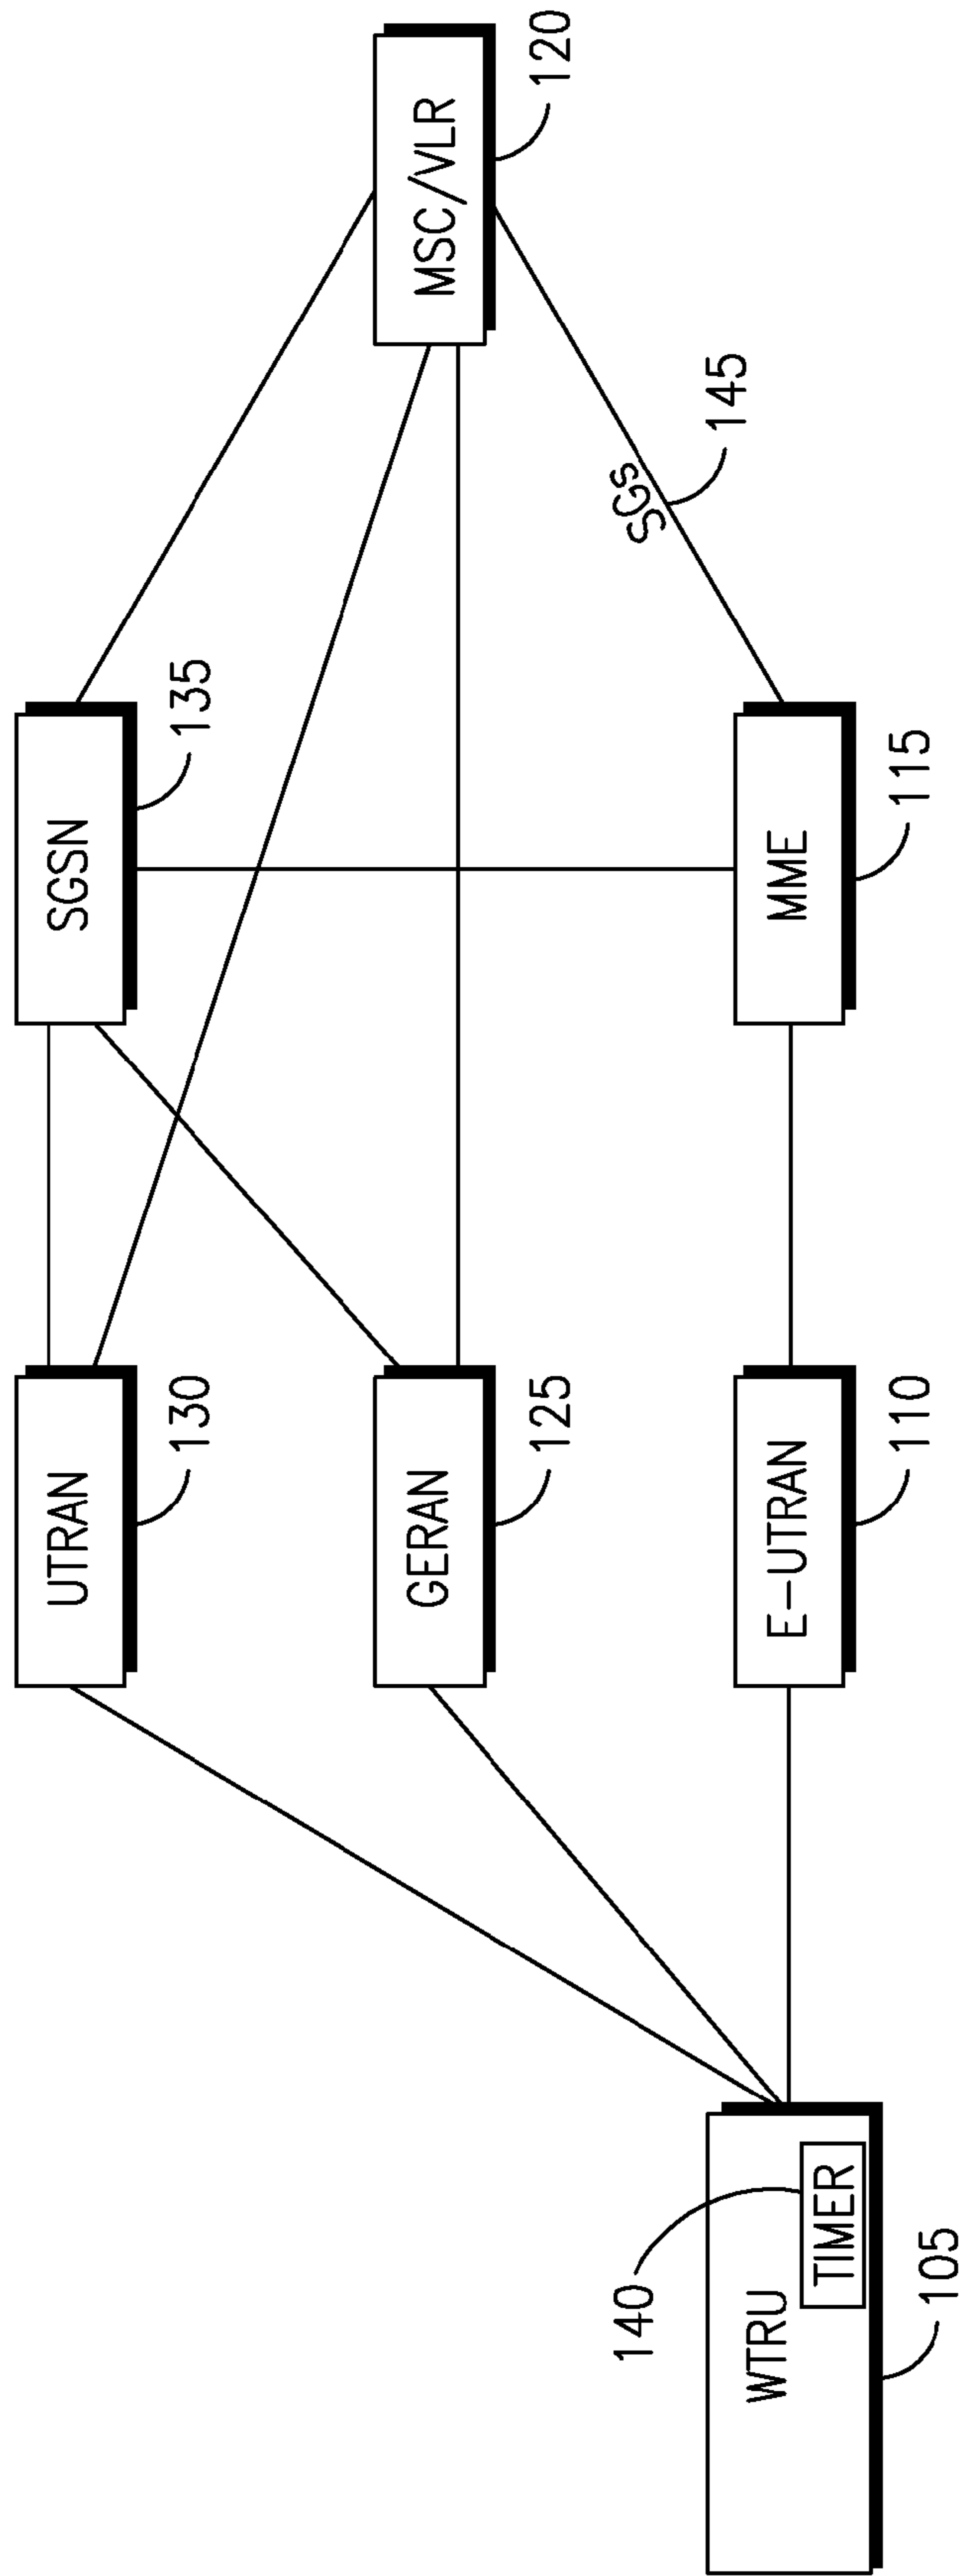 UTRAN
130
SGSN
135
GERAN
125
MSC/VLR
120
SGs
145
140
WTRU
TIMER
105
E-UTRAN
110
MME
115